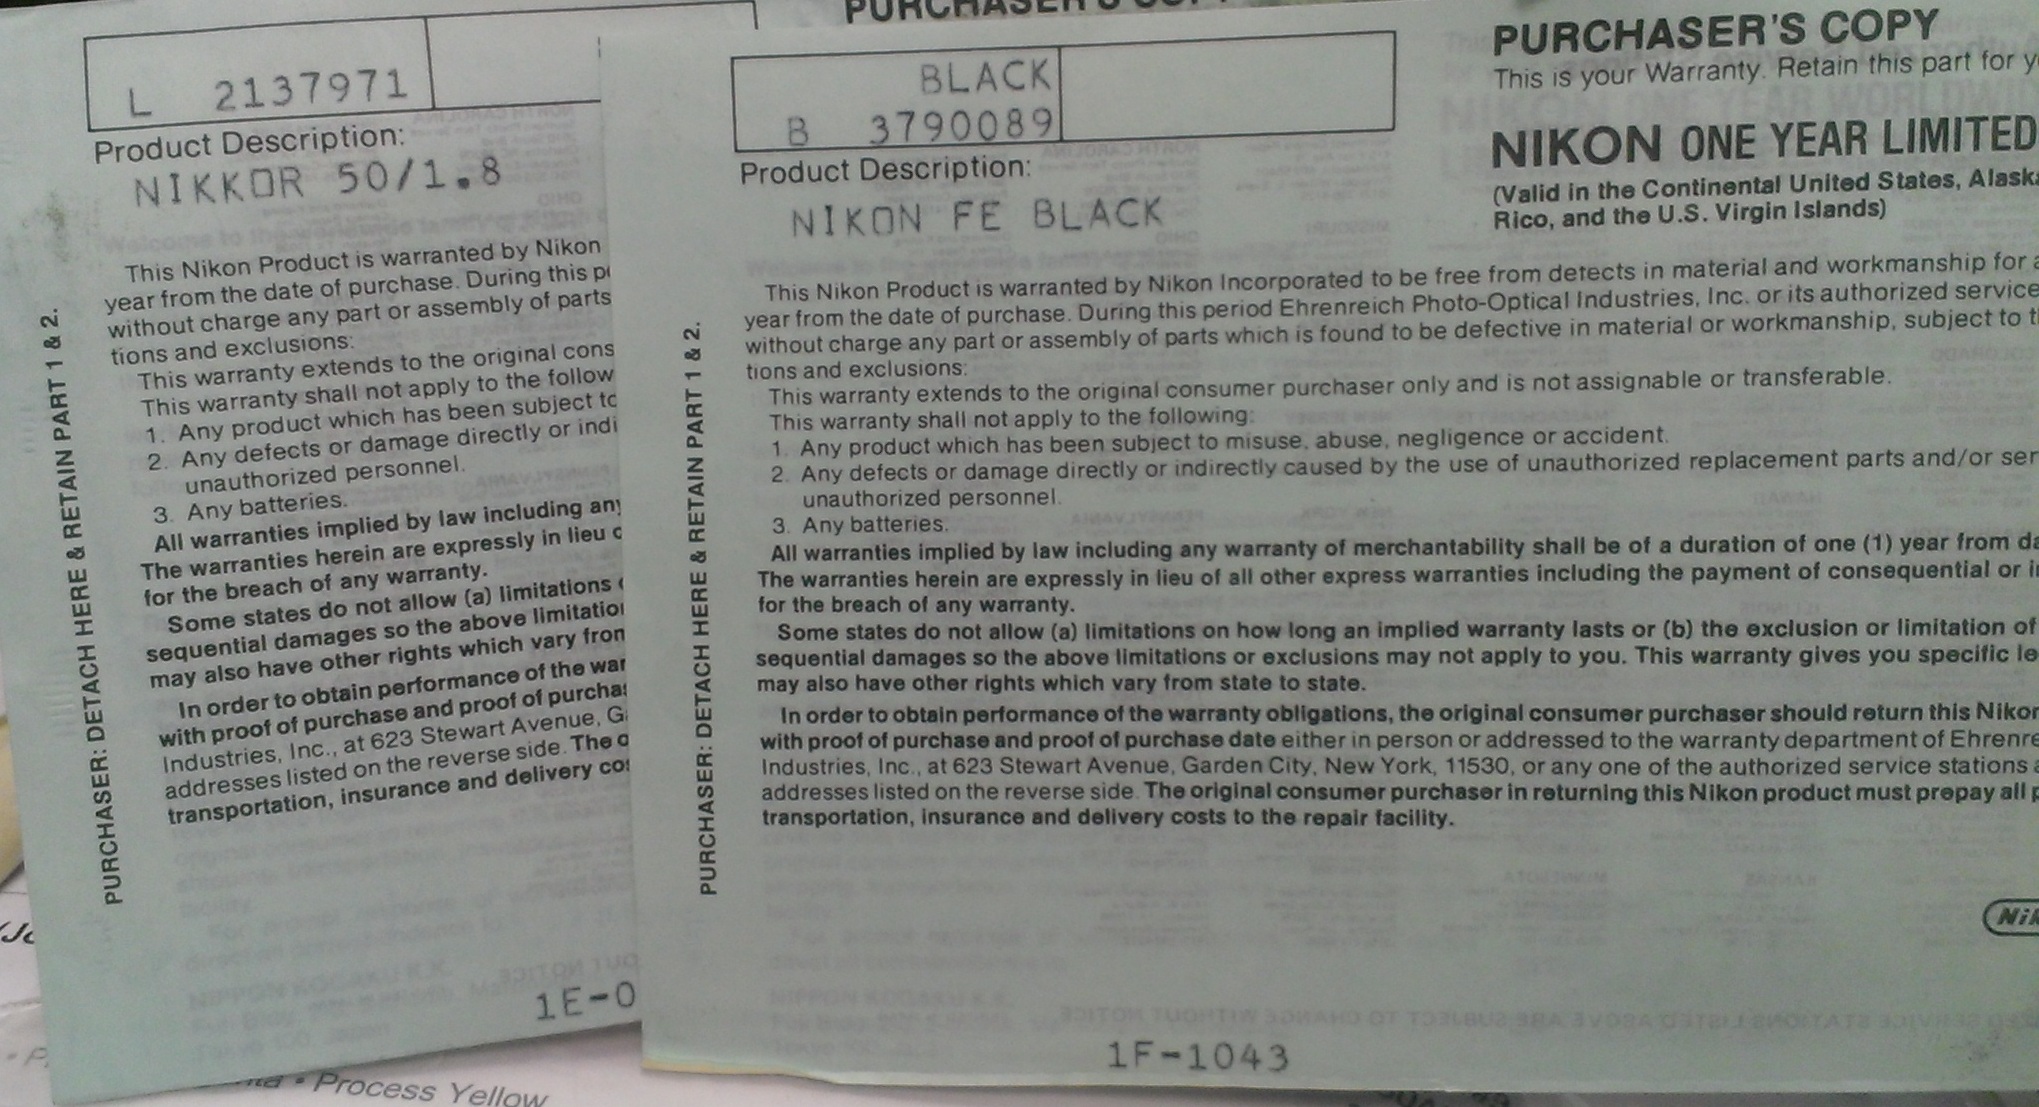 L 2137971
Product Description:
NIKKOR 50/1.8
This Nikon Product is warranted by Nikon
year from the date of purchase. During this p
without charge any part or assembly of parts
tions and exclusions:
This warranty extends to the original cons
This warranty shall not apply to the follow
1. Any product which has been subject to
2. Any defects or damage directly or indi
unauthorized personnel.
3. Any batteries.
All warranties implied by law including any
The warranties herein are expressly in lieu o
for the breach of any warranty.
Some states do not allow (a) limitations
sequential damages so the above limitatio
may also have other rights which vary from
In order to obtain performance of the war
with proof of purchase and proof of purchas
Industries, Inc., at 623 Stewart Avenue, Ga
addresses listed on the reverse side. The o
transportation, insurance and delivery cos
PURCHASER: DETACH HERE & RETAIN PART 1 & 2.
1E-0
Process Yellow
PURCHASER'S COPY
BLACK
B 3790089
Product Description:
NIKON FE BLACK
PURCHASER'S COPY
This is your Warranty. Retain this part for y
NIKON ONE YEAR LIMITED
(Valid in the Continental United States, Alaska
Rico, and the U.S. Virgin Islands)
This Nikon Product is warranted by Nikon Incorporated to be free from defects in material and workmanship for a
year from the date of purchase. During this period Ehrenreich Photo-Optical Industries, Inc. or its authorized service
without charge any part or assembly of parts which is found to be defective in material or workmanship, subject to t
tions and exclusions:
This warranty extends to the original consumer purchaser only and is not assignable or transferable.
This warranty shall not apply to the following:
1. Any product which has been subject to misuse, abuse, negligence or accident.
2. Any defects or damage directly or indirectly caused by the use of unauthorized replacement parts and/or ser
unauthorized personnel.
3. Any batteries.
All warranties implied by law including any warranty of merchantability shall be of a duration of one (1) year from da
The warranties herein are expressly in lieu of all other express warranties including the payment of consequential or i
for the breach of any warranty.
Some states do not allow (a) limitations on how long an implied warranty lasts or (b) the exclusion or limitation of
sequential damages so the above limitations or exclusions may not apply to you. This warranty gives you specific le
may also have other rights which vary from state to state.
In order to obtain performance of the warranty obligations, the original consumer purchaser should return this Nikon
with proof of purchase and proof of purchase date either in person or addressed to the warranty department of Ehrenre
Industries, Inc., at 623 Stewart Avenue, Garden City, New York, 11530, or any one of the authorized service stations a
addresses listed on the reverse side. The original consumer purchaser in returning this Nikon product must prepay all p
transportation, insurance and delivery costs to the repair facility.
PURCHASER: DETACH HERE & RETAIN PART 1 & 2.
Nik
1F-1043